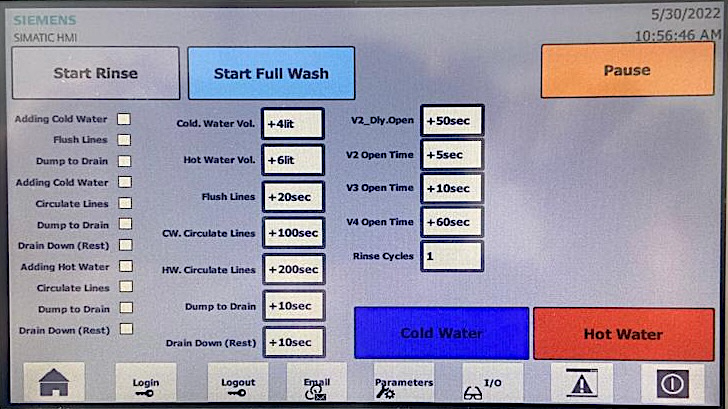 SIEMENS
SIMATIC HMI
5/30/2022
10:56:46 AM
Start Rinse
Start Full Wash
Pause
Adding Cold Water
Flush Lines
Dump to Drain
Adding Cold Water
Circulate Lines
Dump to Drain
Drain Down (Rest)
Adding Hot Water
Circulate Lines
Dump to Drain
Drain Down (Rest)
Cold. Water Vol. +4lit
Hot Water Vol. +6lit
Flush Lines +20sec
CW. Circulate Lines +100sec
HW. Circulate Lines +200sec
Dump to Drain +10sec
Drain Down (Rest) +10sec
V2_Dly.Open +50sec
V2 Open Time +5sec
V3 Open Time +10sec
V4 Open Time +60sec
Rinse Cycles 1
Cold Water
Hot Water
Login
Logout
Email
Parameters
I/O